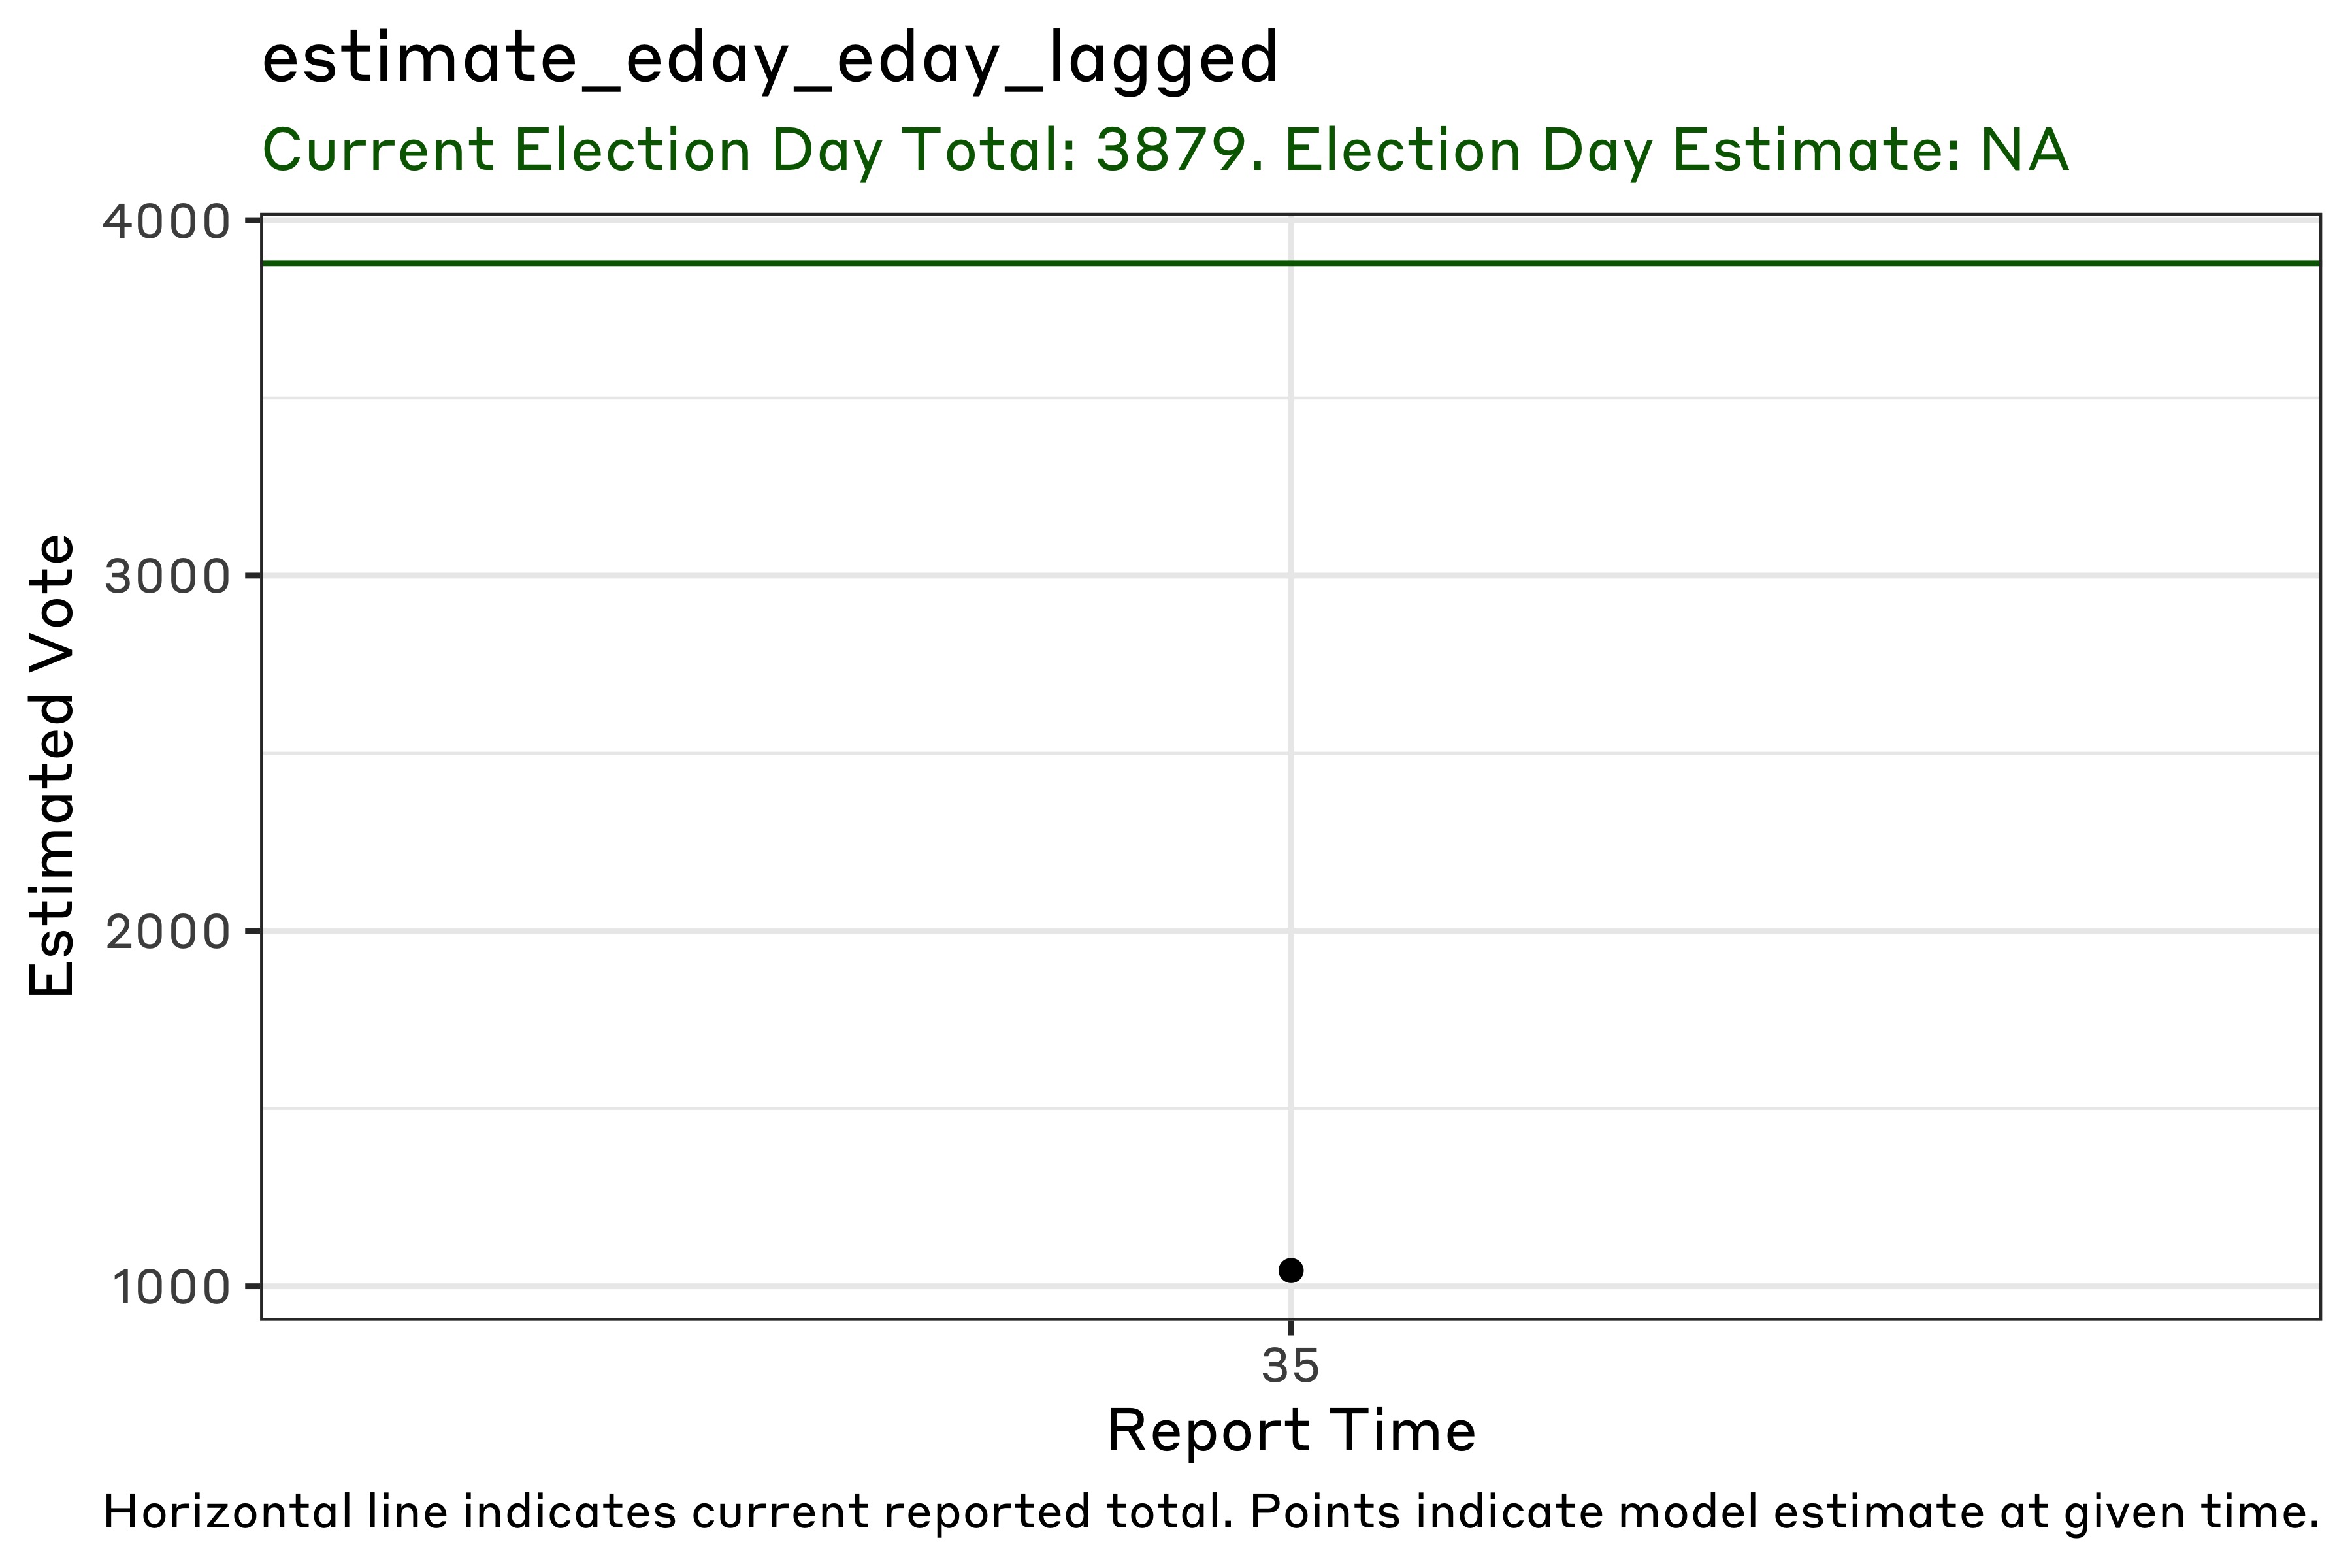 estimate_eday_eday_lagged
Current Election Day Total: 3879. Election Day Estimate: NA
Estimated Vote
4000
3000
2000
1000
35
Report Time
Horizontal line indicates current reported total. Points indicate model estimate at given time.